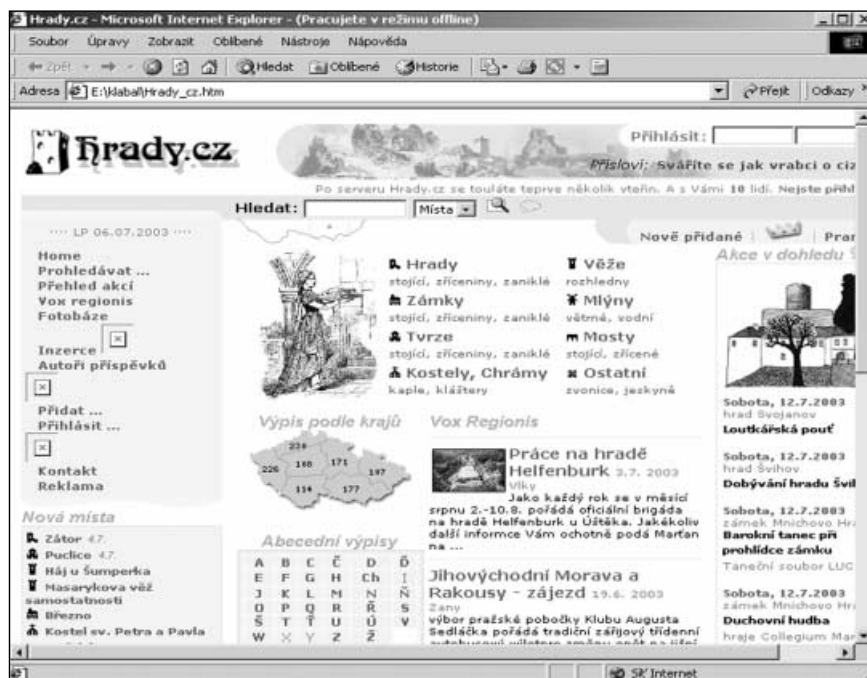 Hrady.cz - Microsoft Internet Explorer - (Pracujete v režimu offline)
Soubor Úpravy Zobrazit Oblíbené Nástroje Nápověda
Zpět Hledat Oblíbené Historie
Adresa E:\klabal\Hrady_cz.htm Přejít Odkazy
hrady.cz
Přihlásit:
Přísloví: Sváříte se jak vrabci o ciz
Po serveru Hrady.cz se touláte teprve několik vteřin. A s Vámi 10 lidí. Nejste přihl
Hledat: Místa
···· LP 06.07.2003 ····
Home
Prohledávat ...
Přehled akcí
Vox regionis
Fotobáze
Inzerce
Autoři příspěvků
Přidat ...
Přihlásit ...
Kontakt
Reklama
Nová místa
Zátor 4.7.
Puclice 4.7.
Háj u Šumperka
Masarykova věž
samostatnosti
Březno
Kostel sv. Petra a Pavla
Hrady
stojící, zříceniny, zaniklé
Zámky
stojící, zříceniny, zaniklé
Tvrze
stojící, zříceniny, zaniklé
Kostely, Chrámy
kaple, kláštery
Věže
rozhledny
Mlýny
větrné, vodní
Mosty
stojící, zřícené
Ostatní
zvonice, jeskyně
Výpis podle krajů
226 168 171 197
114 177
Abecední výpisy
A B C Č D Ď
E F G H Ch I
J K L M N Ň
O P Q R Ř S
Š T Ť U Ú V
W X Y Z Ž
Vox Regionis
Práce na hradě
Helfenburk 3.7. 2003
Vlky
Jako každý rok se v měsící
srpnu 2.-10.8. pořádá oficiální brigáda
na hradě Helfenburk u Úštěka. Jakékoliv
další informce Vám ochotně podá Marťan
na ...
Jihovýchodní Morava a
Rakousy - zájezd 19.6. 2003
Zany
výbor pražské pobočky Klubu Augusta
Sedláčka pořádá tradiční zářijový třídenní
Nově přidané Pran
Akce v dohledu
Sobota, 12.7.2003
hrad Svojanov
Loutkářská pouť
Sobota, 12.7.2003
hrad Švihov
Dobývání hradu Švi
Sobota, 12.7.2003
zámek Mnichovo Hr
Barokní tanec při
prohlídce zámku
Taneční soubor LUC
Sobota, 12.7.2003
zámek Mnichovo Hr
Duchovní hudba
hraje Collegium Mar
Síť Internet